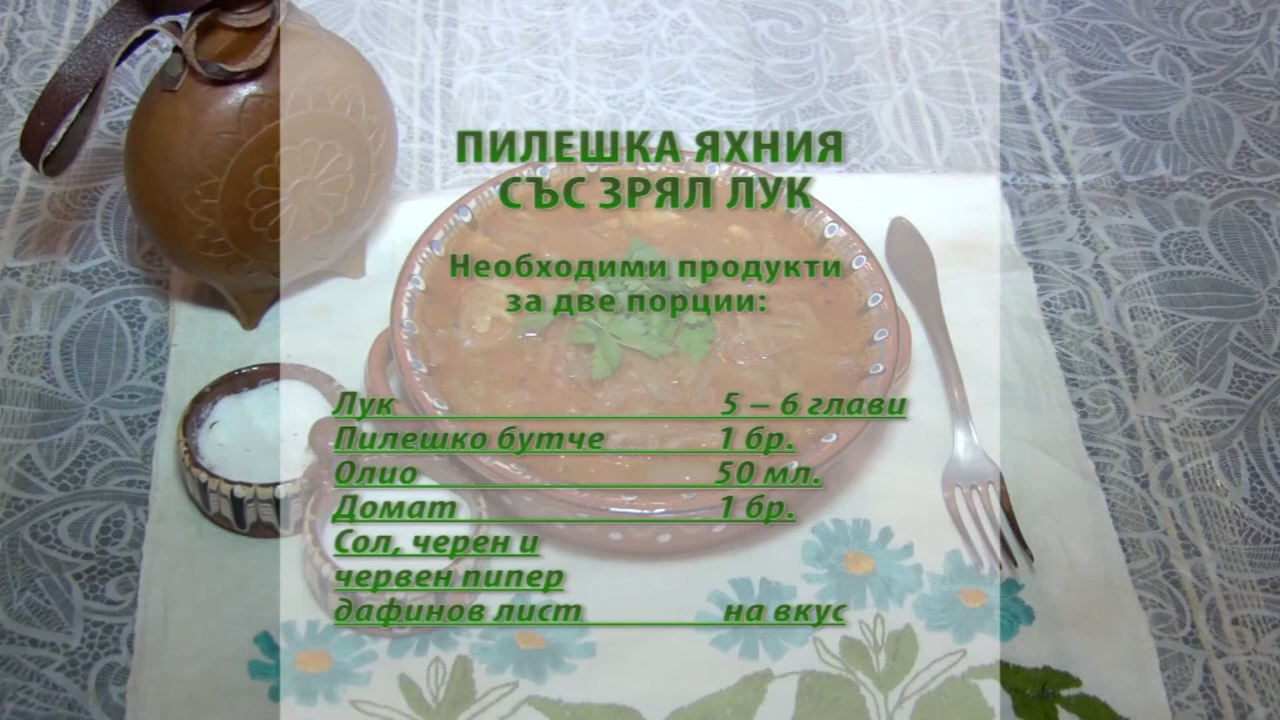 ПИЛЕШКА ЯХНИЯ
СЪС ЗРЯЛ ЛУК
Необходими продукти
за две порции:
Лук 5 – 6 глави
Пилешко бутче 1 бр.
Олио 50 мл.
Домат 1 бр.
Сол, черен и
червен пипер
дафинов лист на вкус